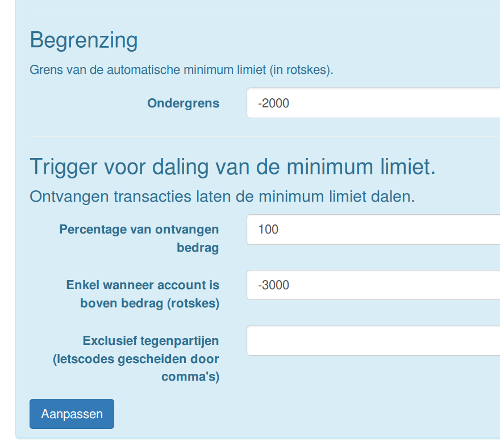 Begrenzing
Grens van de automatische minimum limiet (in rotskes).
Ondergrens
-2000
Trigger voor daling van de minimum limiet.
Ontvangen transacties laten de minimum limiet dalen.
Percentage van ontvangen
bedrag
100
Enkel wanneer account is
boven bedrag (rotskes)
-3000
Exclusief tegenpartijen
(letscodes gescheiden door
comma's)
Aanpassen